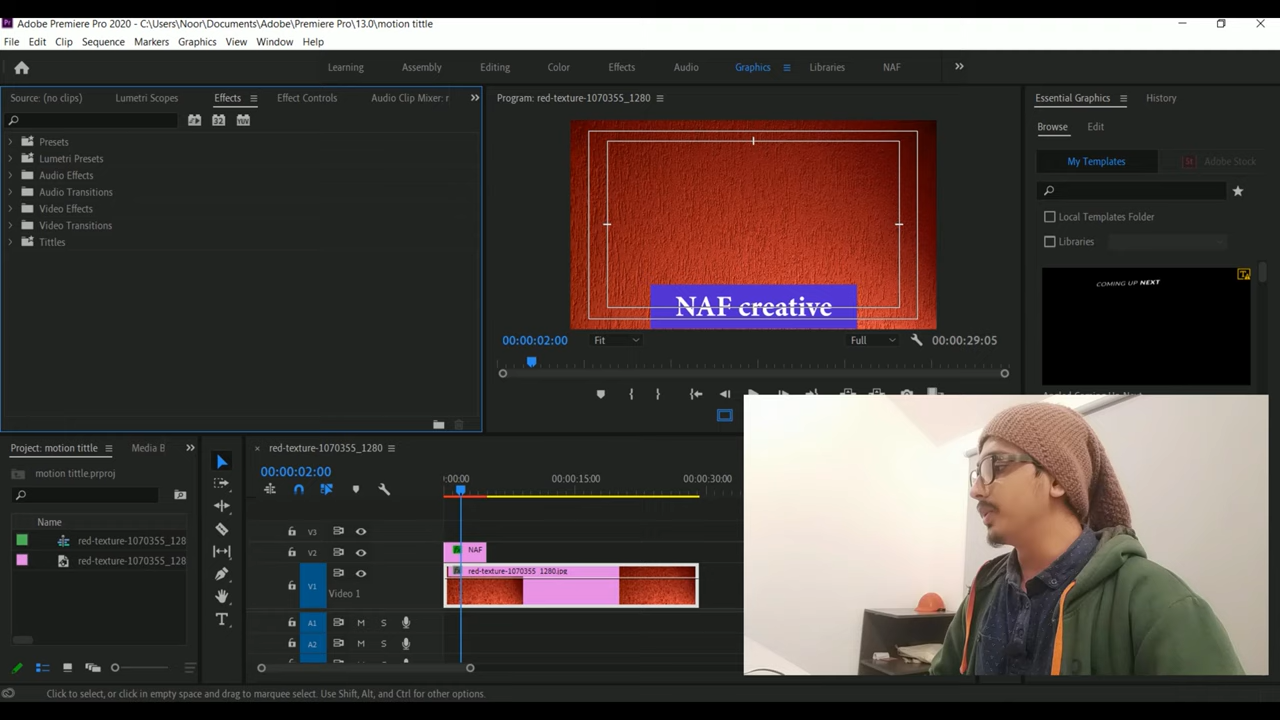 Adobe Premiere Pro 2020 - C:\Users\Noor\Documents\Adobe\Premiere Pro\13.0\motion tittle
File Edit Clip Sequence Markers Graphics View Window Help
Learning Assembly Editing Color Effects Audio Graphics Libraries NAF
Source: (no clips) Lumetri Scopes Effects Effect Controls Audio Clip Mixer: r
Program: red-texture-1070355_1280
Essential Graphics History
Browse Edit
Presets
Lumetri Presets
Audio Effects
Audio Transitions
Video Effects
Video Transitions
Tittles
My Templates Adobe Stock
Local Templates Folder
Libraries
COMING UP NEXT
NAF creative
00:00:02:00 Fit Full 00:00:29:05
Project: motion tittle Media B
motion tittle.prproj
Name
red-texture-1070355_128
red-texture-1070355_128
red-texture-1070355_1280
00:00:02:00
:00:00 00:00:15:00 00:00:30:00
V3
V2 NAF
V1 red-texture-1070355_1280.jpg
Video 1
A1 M S
A2 M S
Click to select, or click in empty space and drag to marquee select. Use Shift, Alt, and Ctrl for other options.